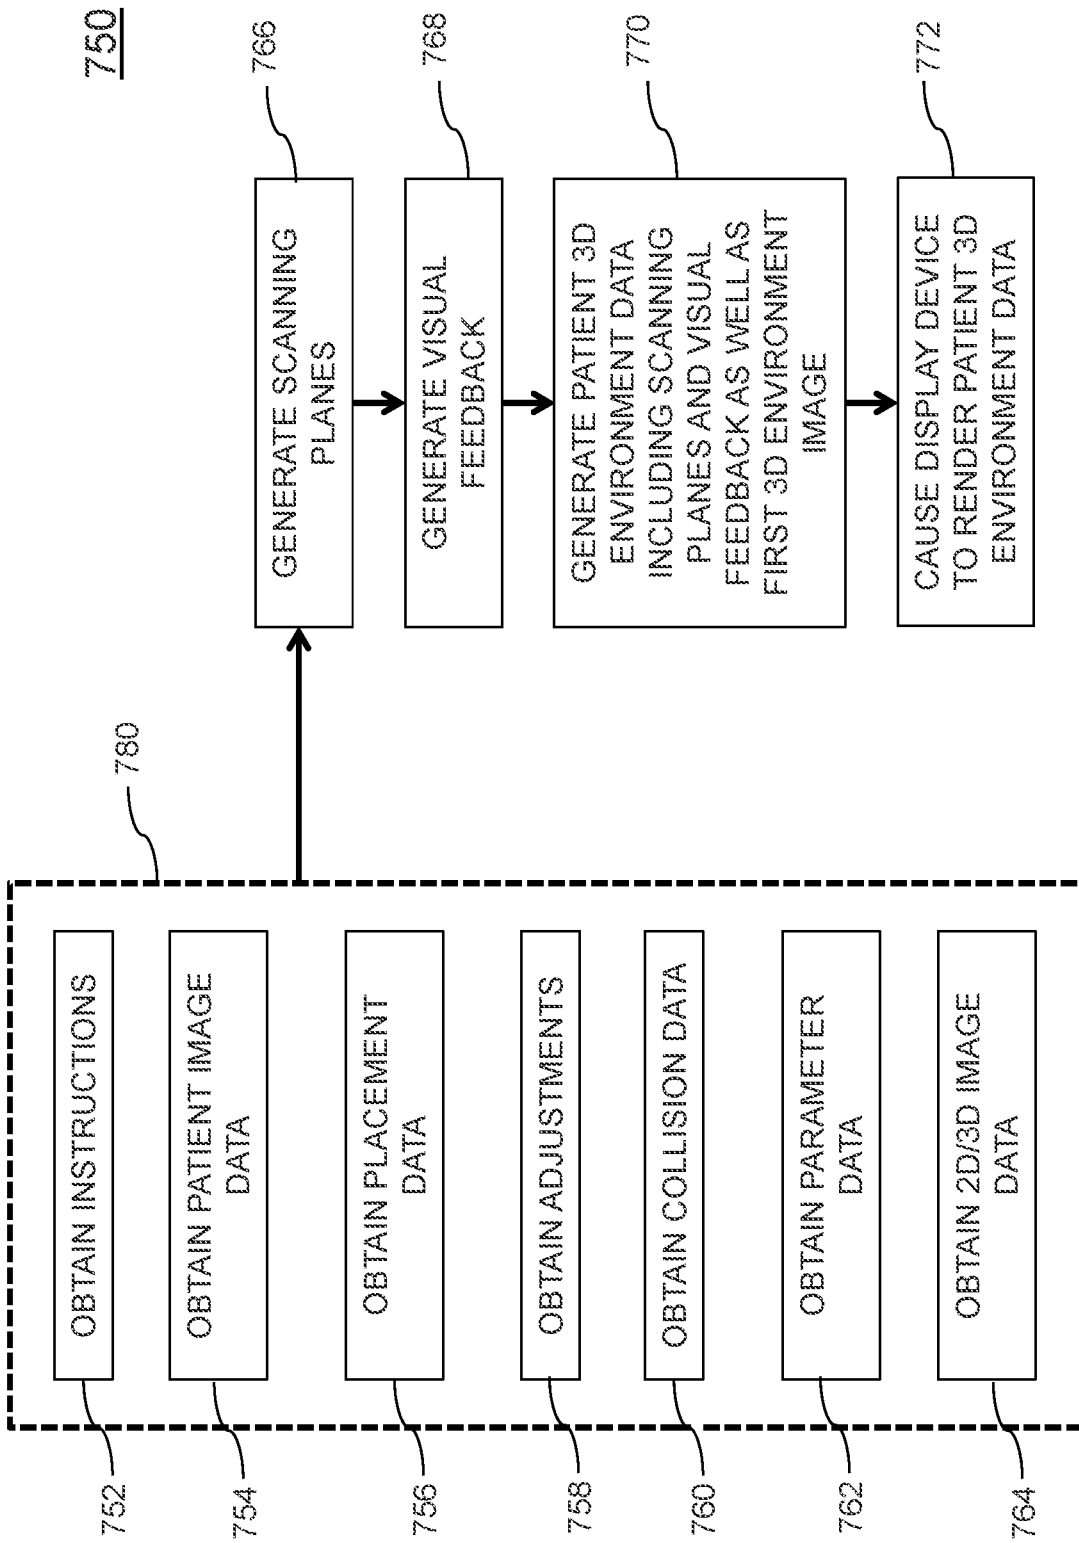 750
780
752
OBTAIN INSTRUCTIONS
754
OBTAIN PATIENT IMAGE
DATA
756
OBTAIN PLACEMENT
DATA
758
OBTAIN ADJUSTMENTS
760
OBTAIN COLLISION DATA
762
OBTAIN PARAMETER
DATA
764
OBTAIN 2D/3D IMAGE
DATA
GENERATE SCANNING
PLANES
766
GENERATE VISUAL
FEEDBACK
768
GENERATE PATIENT 3D
ENVIRONMENT DATA
INCLUDING SCANNING
PLANES AND VISUAL
FEEDBACK AS WELL AS
FIRST 3D ENVIRONMENT
IMAGE
770
CAUSE DISPLAY DEVICE
TO RENDER PATIENT 3D
ENVIRONMENT DATA
772